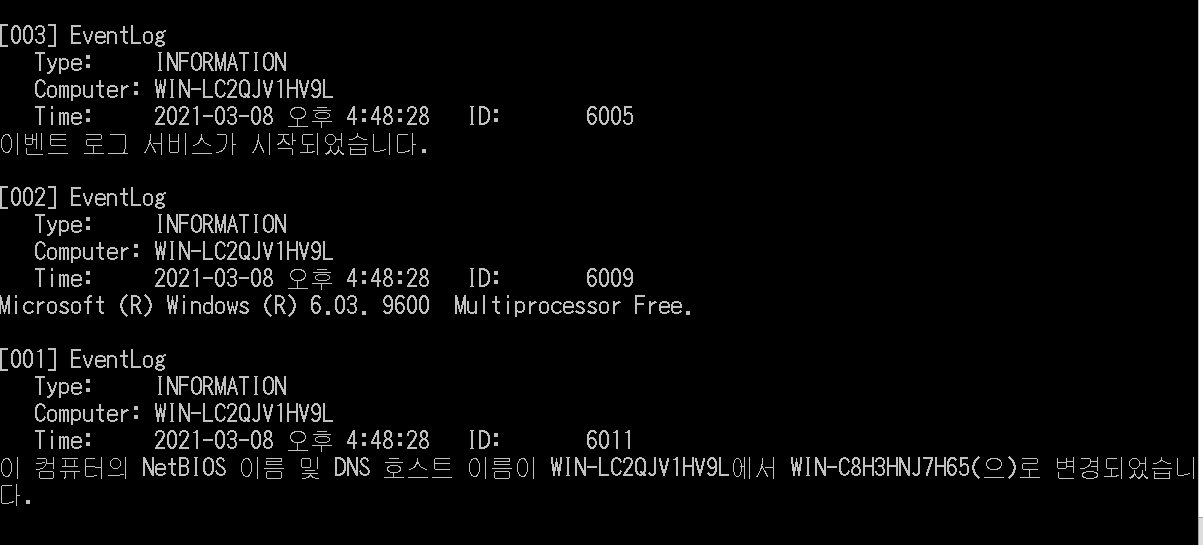 [003] EventLog
Type: INFORMATION
Computer: WIN-LC2QJV1HV9L
Time: 2021-03-08 오후 4:48:28 ID: 6005
이벤트 로그 서비스가 시작되었습니다.
[002] EventLog
Type: INFORMATION
Computer: WIN-LC2QJV1HV9L
Time: 2021-03-08 오후 4:48:28 ID: 6009
Microsoft (R) Windows (R) 6.03. 9600 Multiprocessor Free.
[001] EventLog
Type: INFORMATION
Computer: WIN-LC2QJV1HV9L
Time: 2021-03-08 오후 4:48:28 ID: 6011
이 컴퓨터의 NetBIOS 이름 및 DNS 호스트 이름이 WIN-LC2QJV1HV9L에서 WIN-C8H3HNJ7H65(으)로 변경되었습니
다.